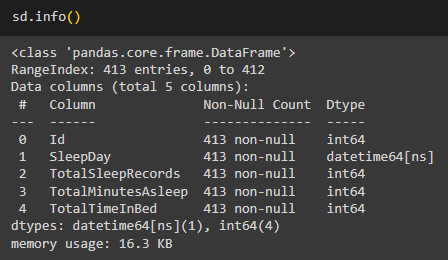 sd.info()
<class 'pandas.core.frame.DataFrame'>
RangeIndex: 413 entries, 0 to 412
Data columns (total 5 columns):
 #   Column              Non-Null Count  Dtype
---  ------              --------------  -----
 0   Id                  413 non-null    int64
 1   SleepDay            413 non-null    datetime64[ns]
 2   TotalSleepRecords   413 non-null    int64
 3   TotalMinutesAsleep  413 non-null    int64
 4   TotalTimeInBed      413 non-null    int64
dtypes: datetime64[ns](1), int64(4)
memory usage: 16.3 KB